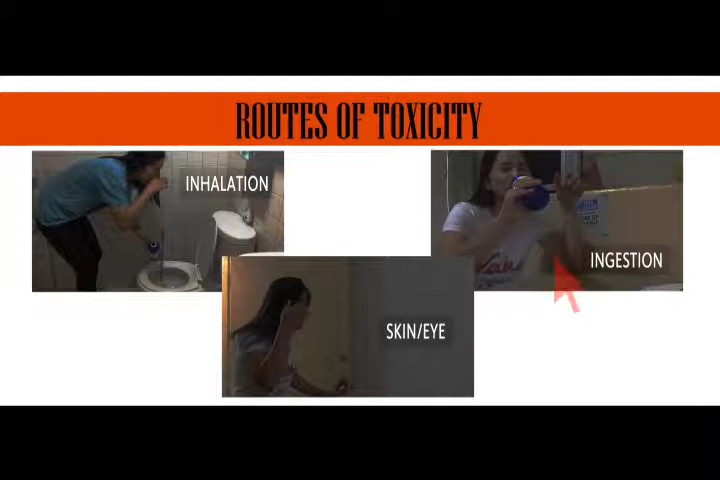 ROUTES OF TOXICITY
INHALATION
INGESTION
SKIN/EYE